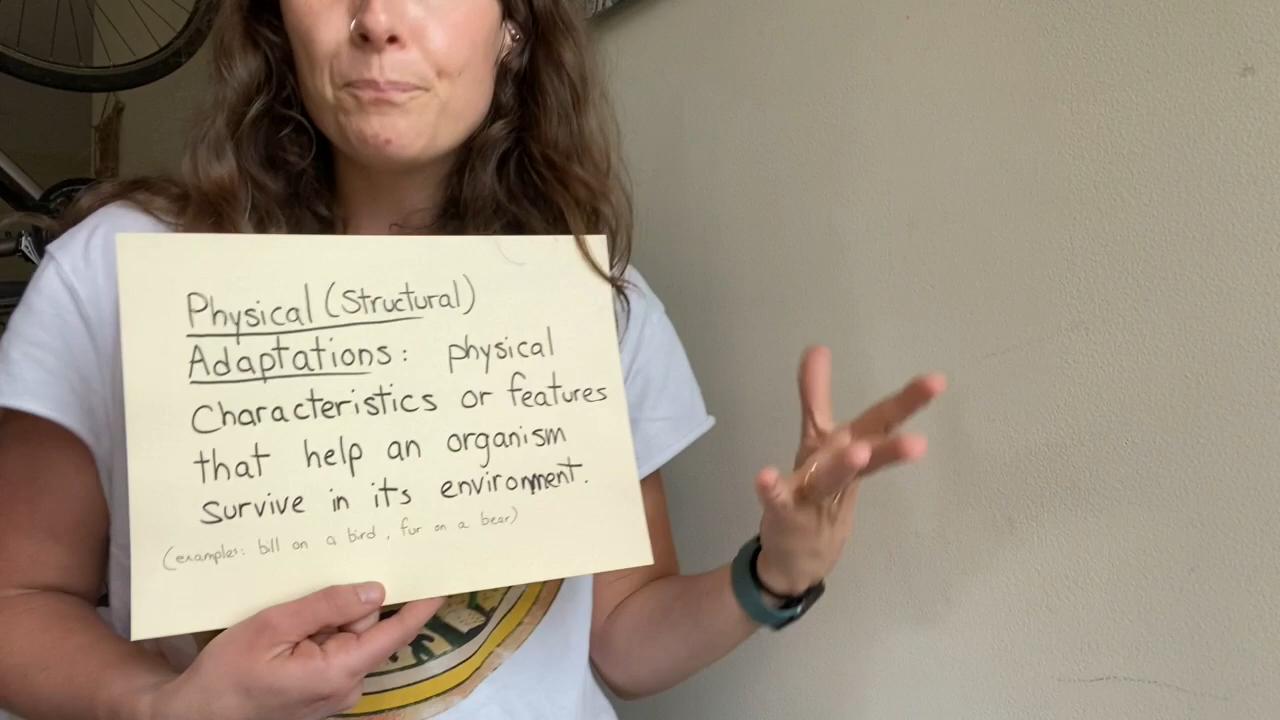 Physical (Structural)
Adaptations: physical
Characteristics or features
that help an organism
survive in its environment.
(examples: bill on a bird, fur on a bear)